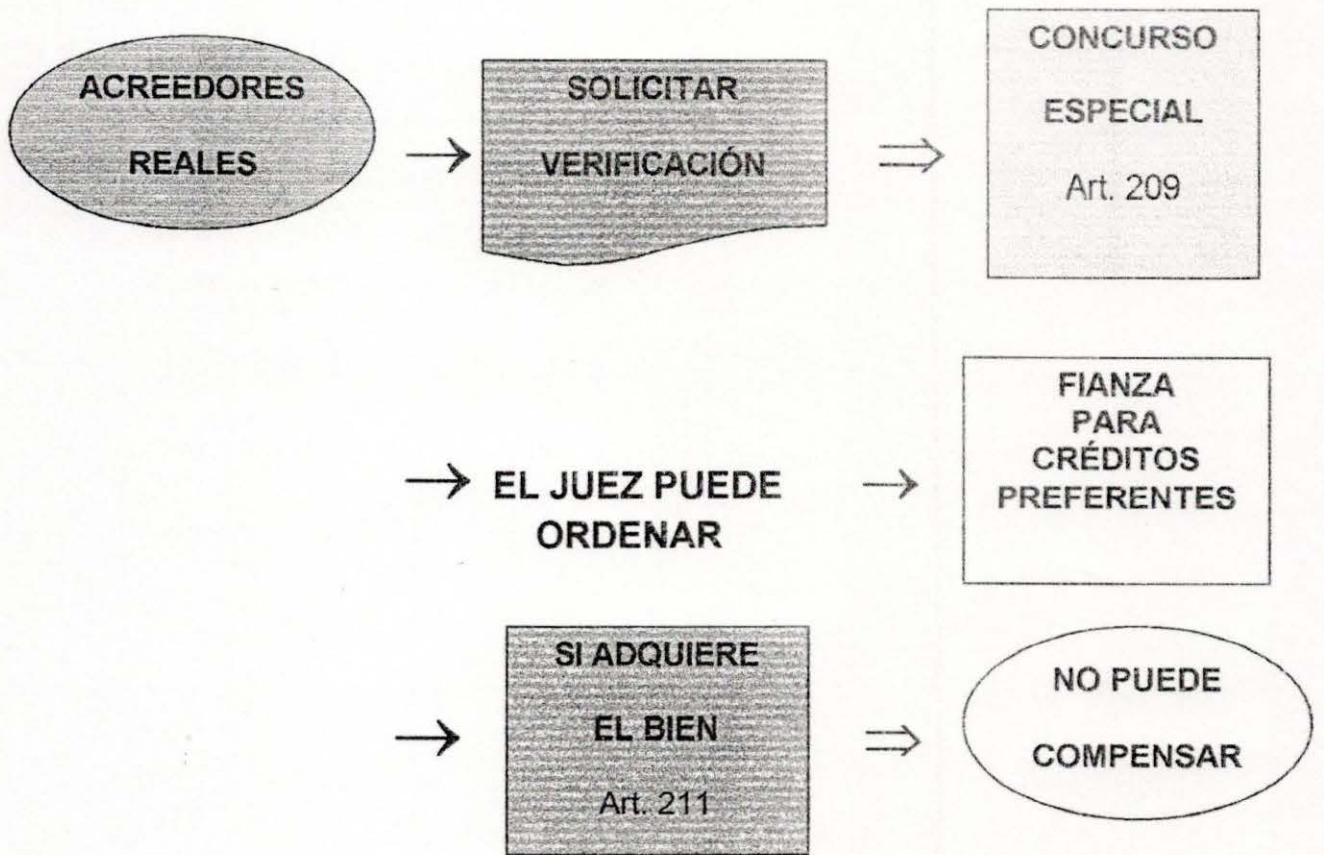 ACREEDORES
REALES
→
SOLICITAR
VERIFICACIÓN
⇒
CONCURSO
ESPECIAL
Art. 209
→
EL JUEZ PUEDE
ORDENAR
→
FIANZA
PARA
CRÉDITOS
PREFERENTES
→
SI ADQUIERE
EL BIEN
Art. 211
⇒
NO PUEDE
COMPENSAR